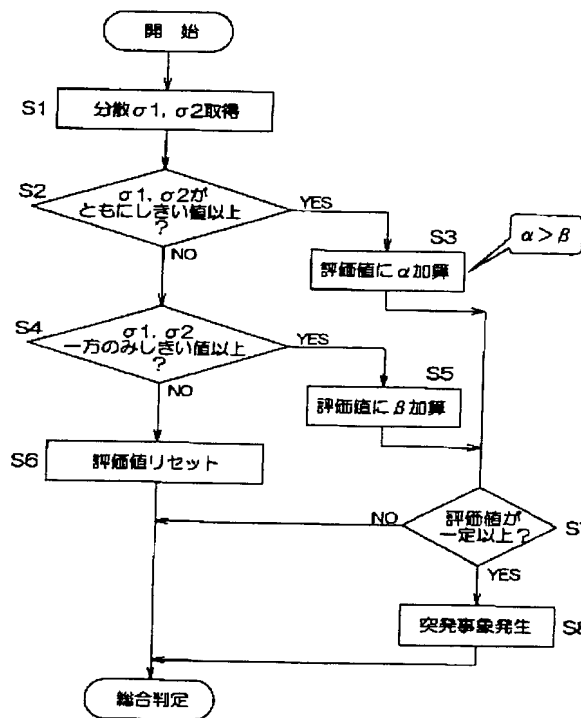 開 始
S1
分散σ1，σ2取得
S2
σ1，σ2が
ともにしきい値以上
?
YES
NO
S3
評価値にα加算
α>β
S4
σ1，σ2
一方のみしきい値以上
?
YES
NO
S5
評価値にβ加算
S6
評価値リセット
評価値が
一定以上?
NO
YES
突発事象発生
総合判定